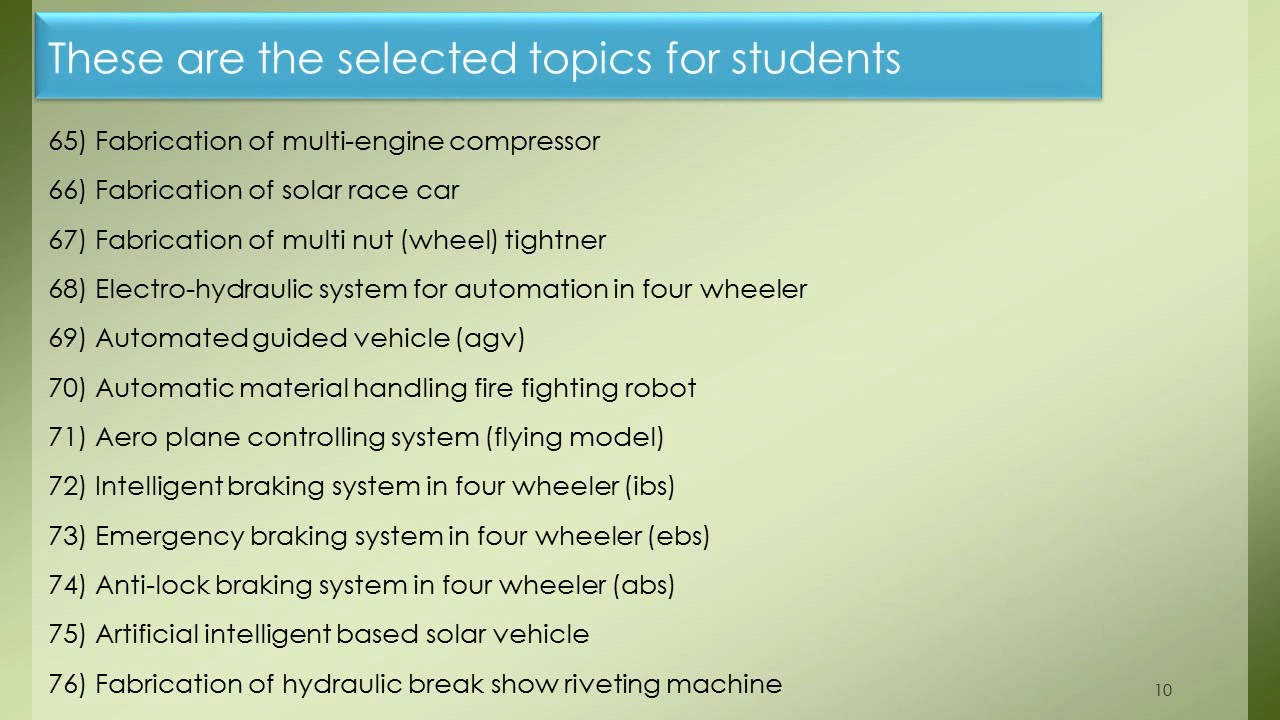 These are the selected topics for students
65) Fabrication of multi-engine compressor
66) Fabrication of solar race car
67) Fabrication of multi nut (wheel) tightner
68) Electro-hydraulic system for automation in four wheeler
69) Automated guided vehicle (agv)
70) Automatic material handling fire fighting robot
71) Aero plane controlling system (flying model)
72) Intelligent braking system in four wheeler (ibs)
73) Emergency braking system in four wheeler (ebs)
74) Anti-lock braking system in four wheeler (abs)
75) Artificial intelligent based solar vehicle
76) Fabrication of hydraulic break show riveting machine
10